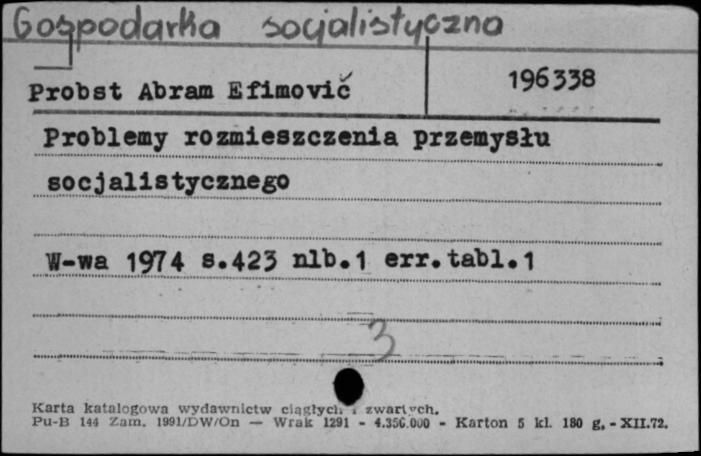 Gospodarka socjalistyczna
Probst Abram Efimovič
196338
Problemy rozmieszczenia przemysłu
socjalistycznego
W-wa 1974 s.423 nlb.1 err.tabl.1
3
Karta katalogowa wydawnictw ciągłych i zwartych.
Pu-B 144 Zam. 1991/DW/On — Wrak 1291 - 4.356.000 - Karton 5 kl. 180 g. - XII.72.